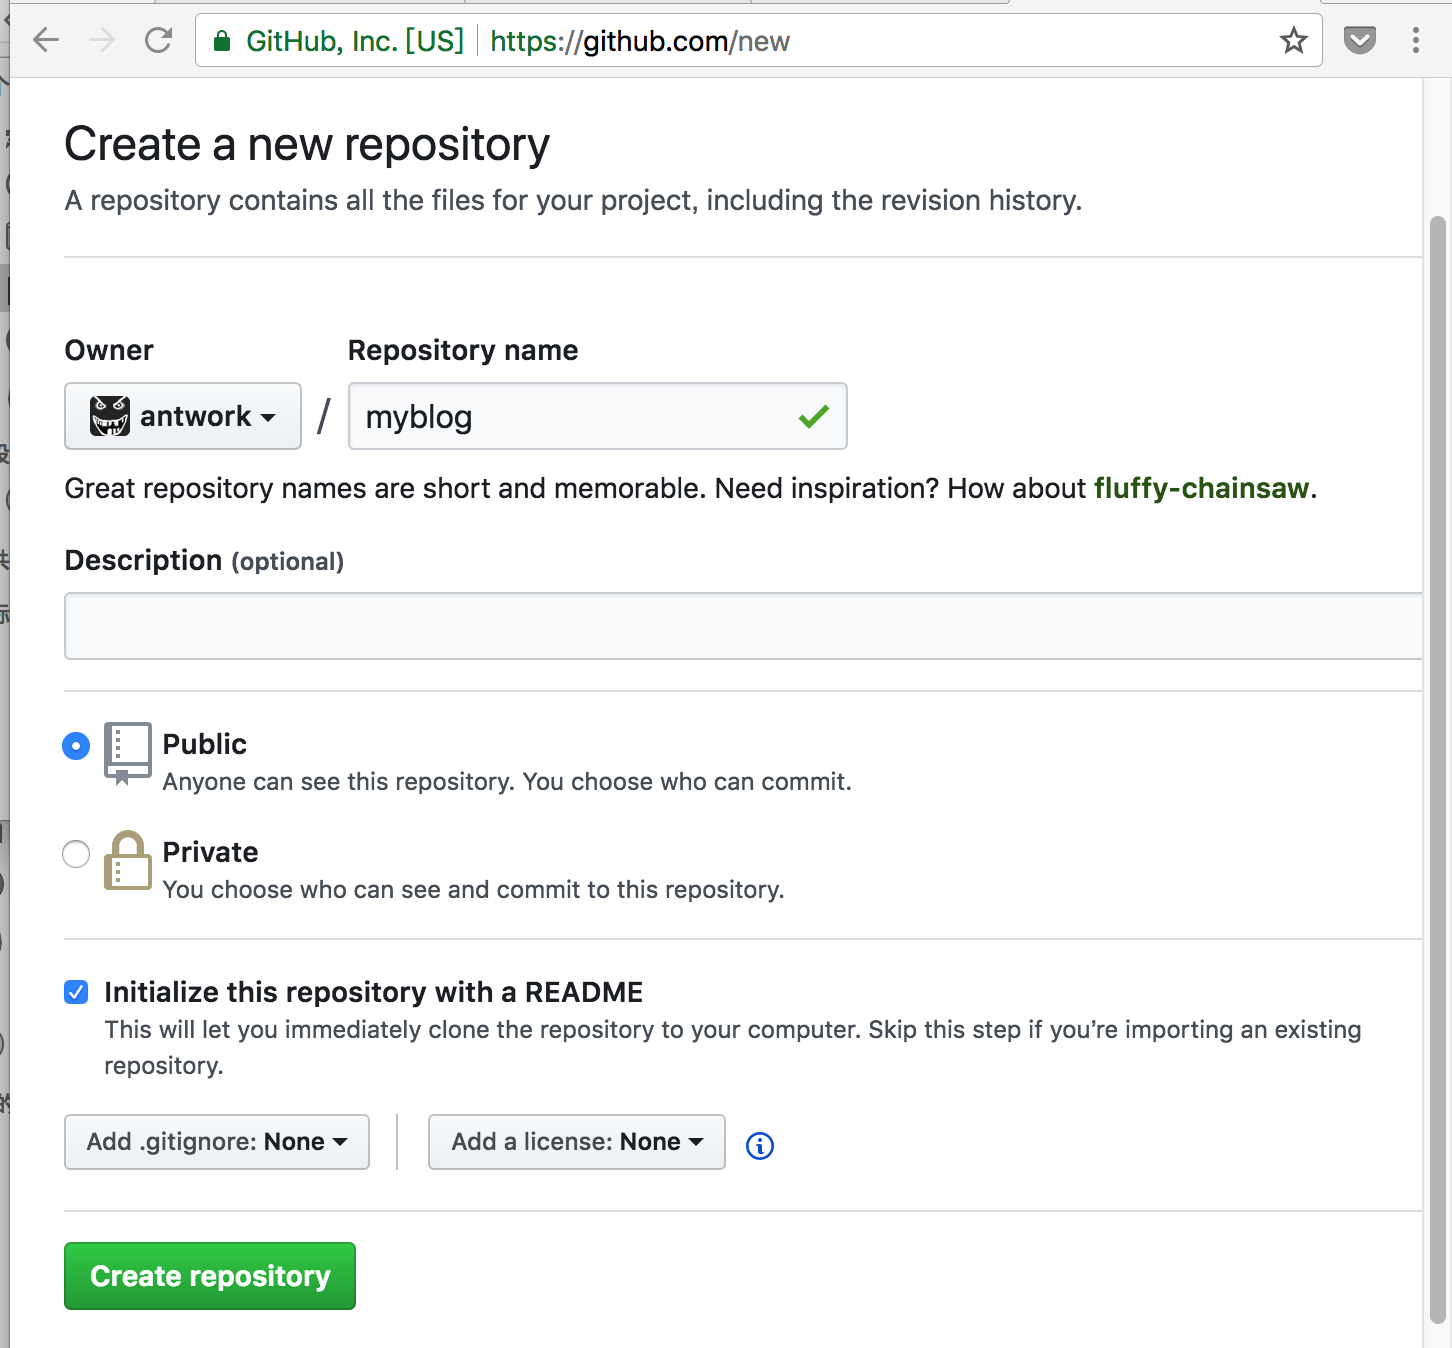 GitHub, Inc. [US] https://github.com/new
Create a new repository
A repository contains all the files for your project, including the revision history.
Owner Repository name
antwork / myblog
Great repository names are short and memorable. Need inspiration? How about fluffy-chainsaw.
Description (optional)
Public
Anyone can see this repository. You choose who can commit.
Private
You choose who can see and commit to this repository.
Initialize this repository with a README
This will let you immediately clone the repository to your computer. Skip this step if you’re importing an existing
repository.
Add .gitignore: None Add a license: None
Create repository